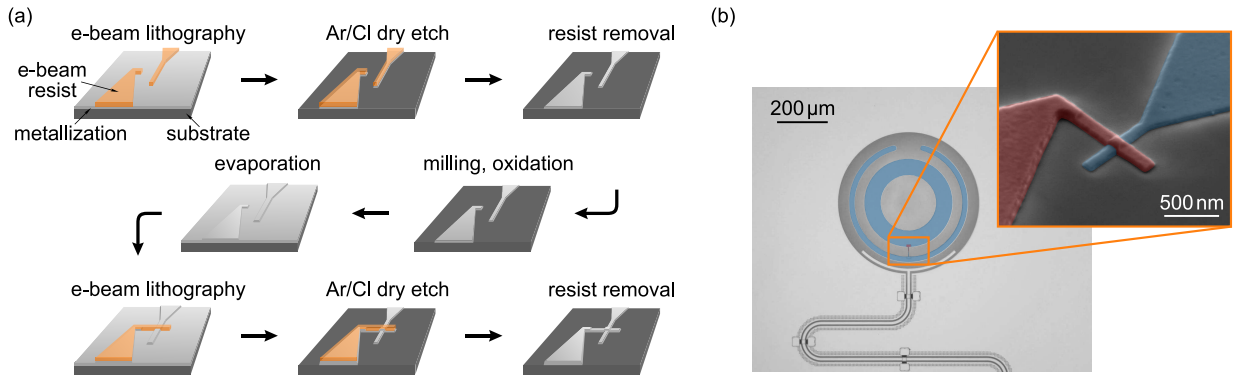 (a)
e-beam lithography
Ar/Cl dry etch
resist removal
e-beam
resist
metallization
substrate
evaporation
milling, oxidation
e-beam lithography
Ar/Cl dry etch
resist removal
(b)
200 µm
500 nm